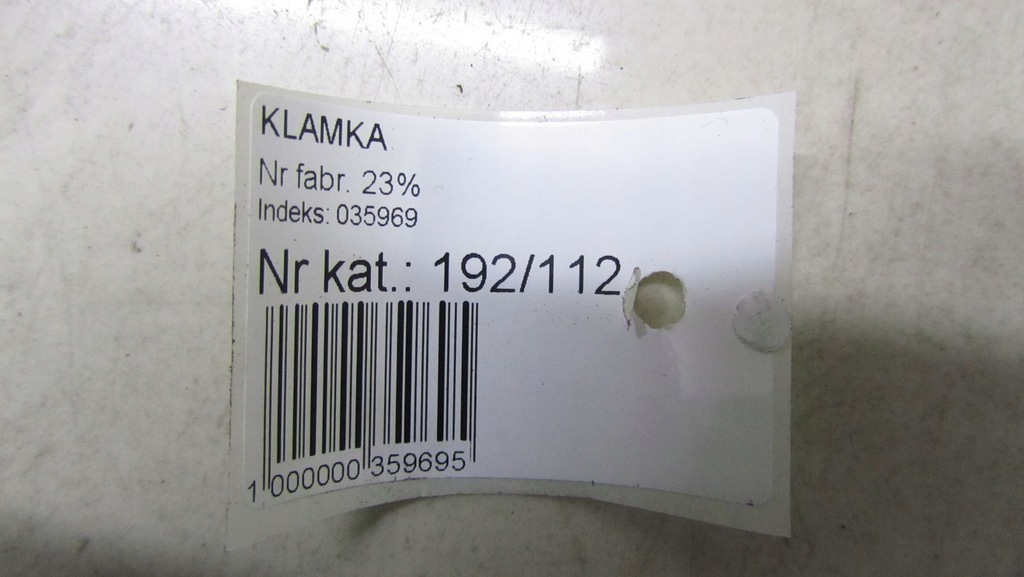 KLAMKA
Nr fabr. 23%
Indeks: 035969
Nr kat.: 192/112
1 000000 359695